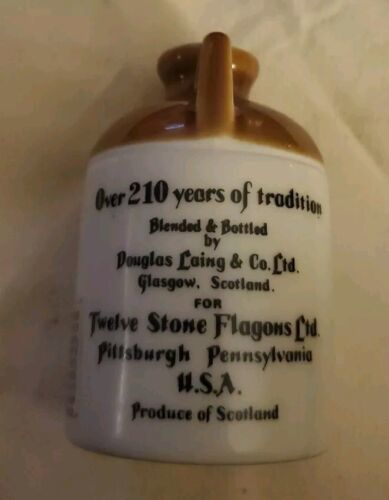 Over 210 years of tradition
Blended & Bottled
by
Douglas Laing & Co. Ltd.
Glasgow, Scotland.
FOR
Twelve Stone Flagons Ltd.
Pittsburgh Pennsylvania
U.S.A.
Produce of Scotland